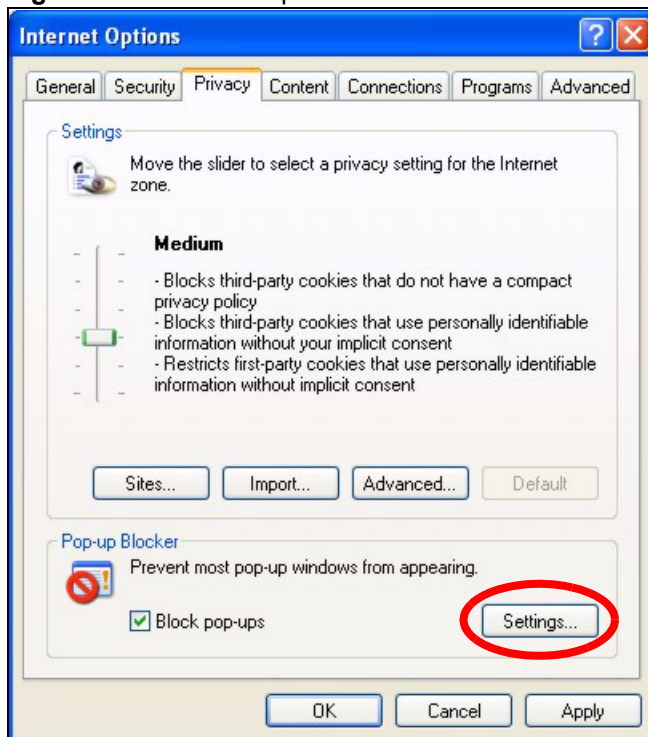 Internet Options
General Security Privacy Content Connections Programs Advanced
Settings
Move the slider to select a privacy setting for the Internet
zone.
Medium
- Blocks third-party cookies that do not have a compact
privacy policy
- Blocks third-party cookies that use personally identifiable
information without your implicit consent
- Restricts first-party cookies that use personally identifiable
information without implicit consent
Sites... Import... Advanced... Default
Pop-up Blocker
Prevent most pop-up windows from appearing.
Block pop-ups Settings...
OK Cancel Apply